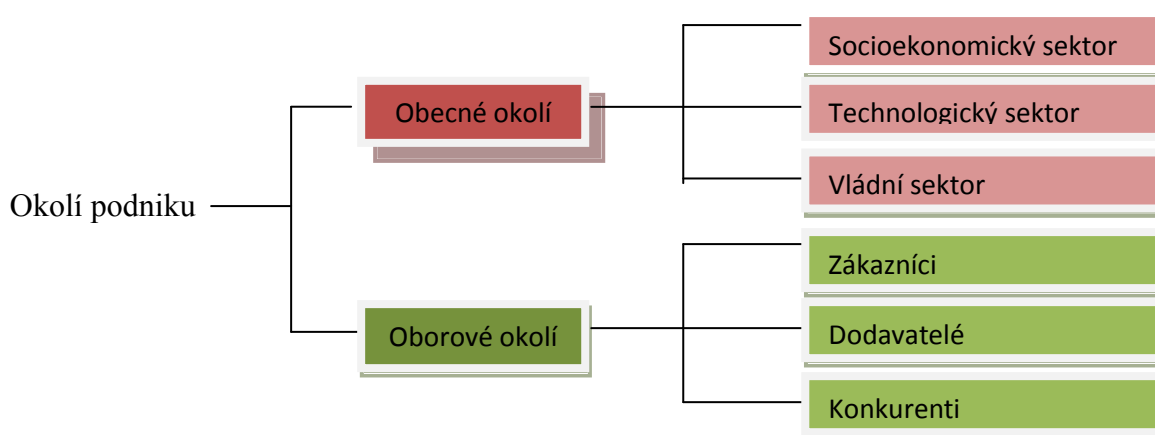 Okolí podniku
Obecné okolí
Socioekonomický sektor
Technologický sektor
Vládní sektor
Oborové okolí
Zákazníci
Dodavatelé
Konkurenti